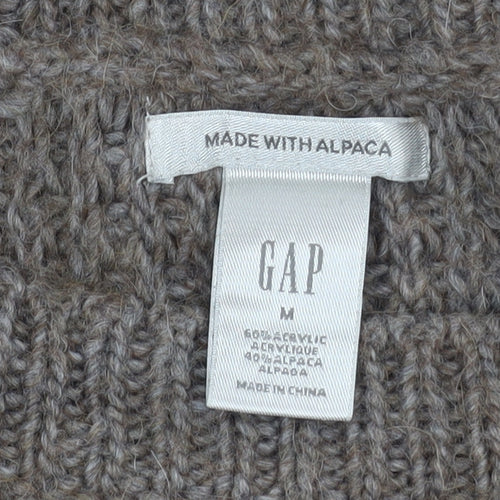 MADE WITH ALPACA
GAP
M
60% ACRYLIC
ACRYLIQUE
40% ALPACA
ALPAGA
MADE IN CHINA